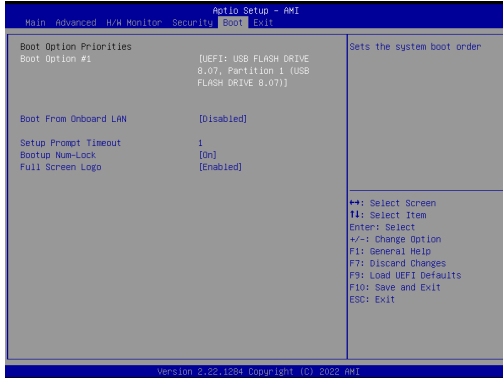 Aptio Setup - AMI
Main Advanced H/W Monitor Security Boot Exit
Boot Option Priorities
Boot Option #1 [UEFI: USB FLASH DRIVE
8.07, Partition 1 (USB
FLASH DRIVE 8.07)]
Boot From Onboard LAN [Disabled]
Setup Prompt Timeout 1
Bootup Num-Lock [On]
Full Screen Logo [Enabled]
Sets the system boot order
↔: Select Screen
↑↓: Select Item
Enter: Select
+/-: Change Option
F1: General Help
F7: Discard Changes
F9: Load UEFI Defaults
F10: Save and Exit
ESC: Exit
Version 2.22.1284 Copyright (C) 2022 AMI